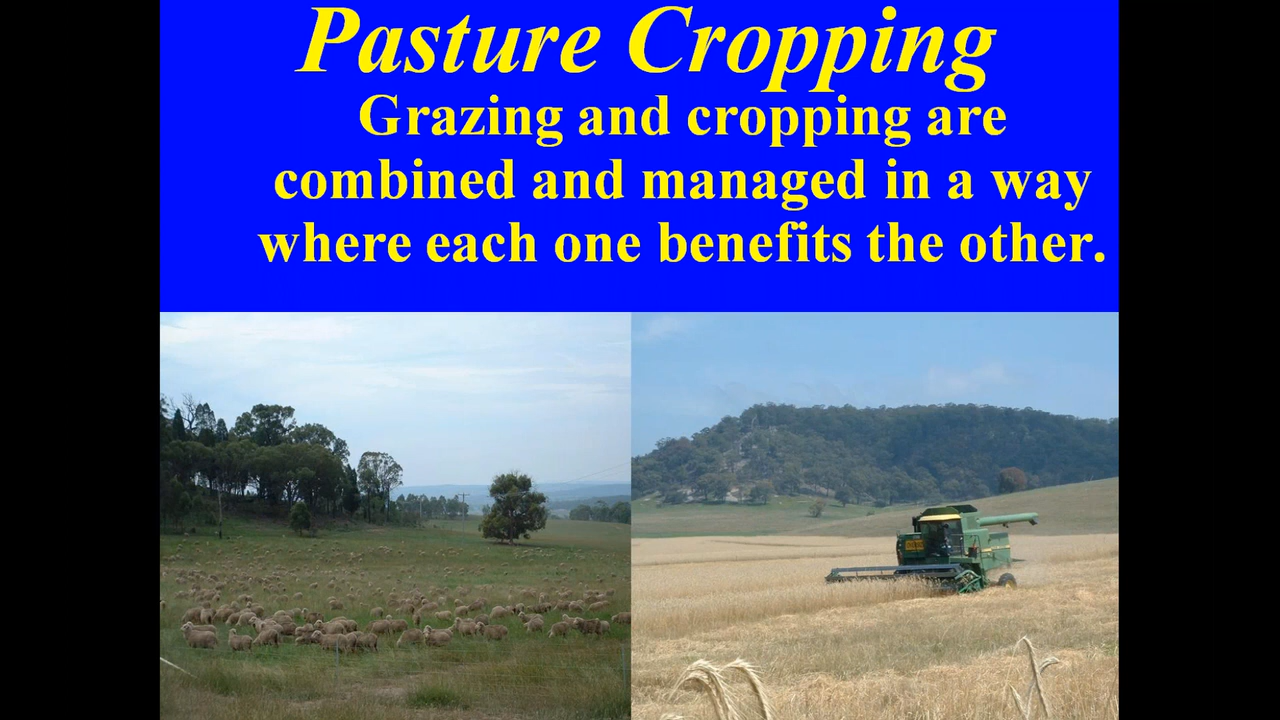 Pasture Cropping
Grazing and cropping are
combined and managed in a way
where each one benefits the other.